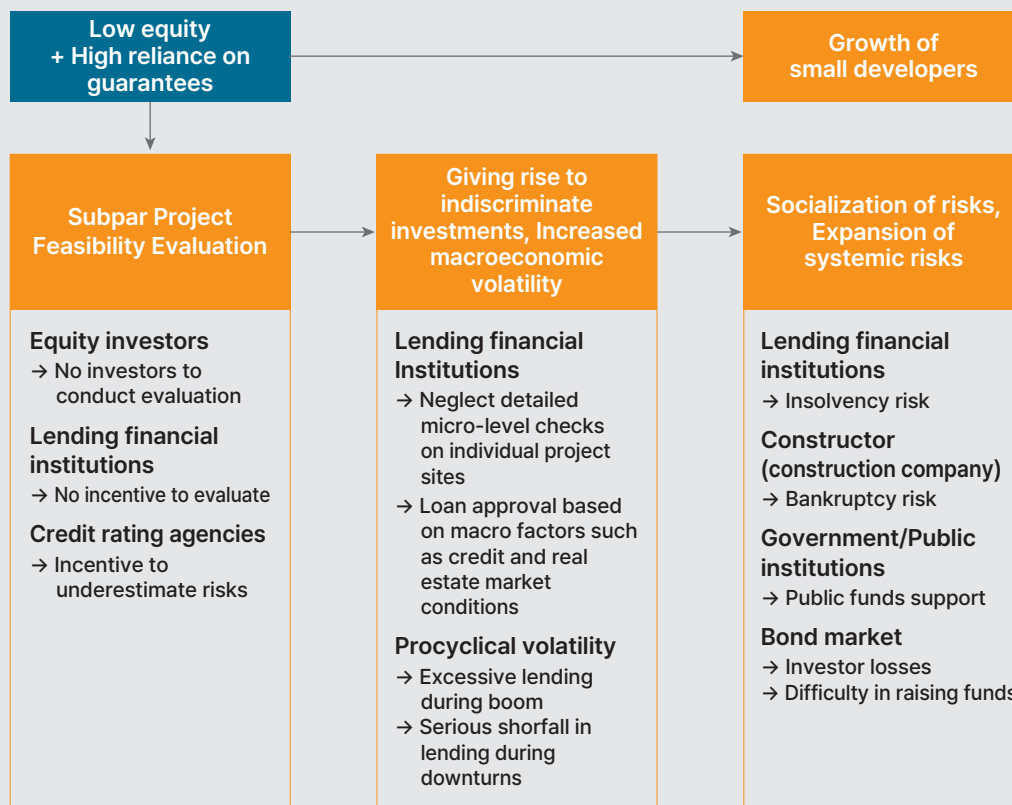 Low equity
+ High reliance on
guarantees
Growth of
small developers
Subpar Project
Feasibility Evaluation
Equity investors
→ No investors to
conduct evaluation
Lending financial
institutions
→ No incentive to evaluate
Credit rating agencies
→ Incentive to
underestimate risks
Giving rise to
indiscriminate
investments, Increased
macroeconomic
volatility
Lending financial
Institutions
→ Neglect detailed
micro-level checks
on individual project
sites
→ Loan approval based
on macro factors such
as credit and real
estate market
conditions
Procyclical volatility
→ Excessive lending
during boom
→ Serious shorfall in
lending during
downturns
Socialization of risks,
Expansion of
systemic risks
Lending financial
institutions
→ Insolvency risk
Constructor
(construction company)
→ Bankruptcy risk
Government/Public
institutions
→ Public funds support
Bond market
→ Investor losses
→ Difficulty in raising funds